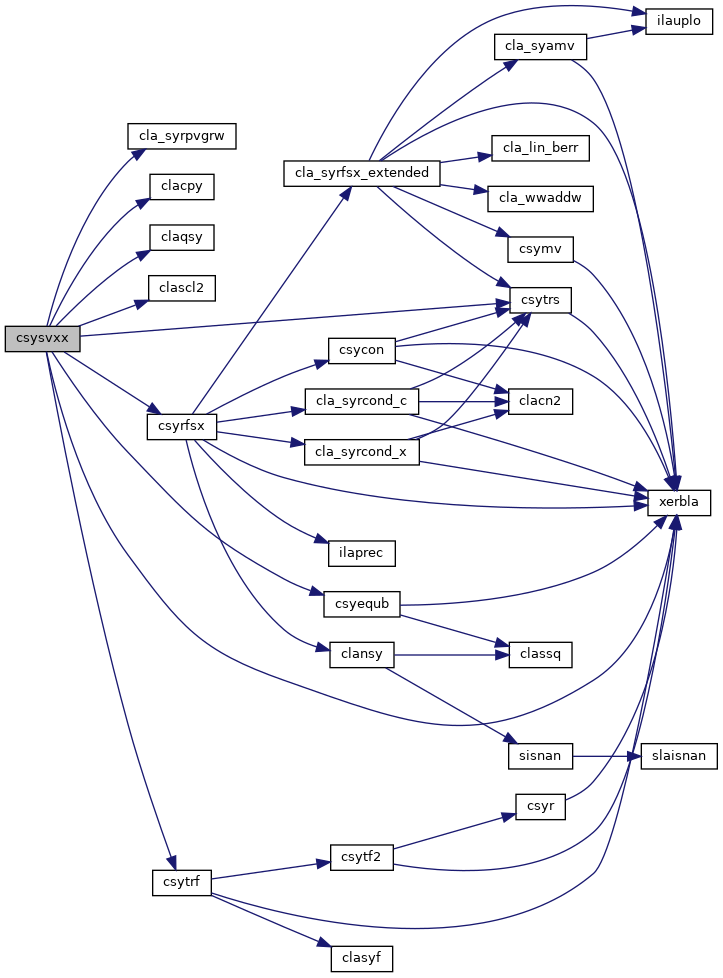 ilauplo
cla_syamv
cla_syrpvgrw
cla_lin_berr
cla_syrfsx_extended
clacpy
cla_wwaddw
claqsy
csymv
clascl2
csytrs
csysvxx
csycon
cla_syrcond_c
clacn2
csyrfsx
cla_syrcond_x
xerbla
ilaprec
csyequb
clansy
classq
sisnan
slaisnan
csyr
csytf2
csytrf
clasyf